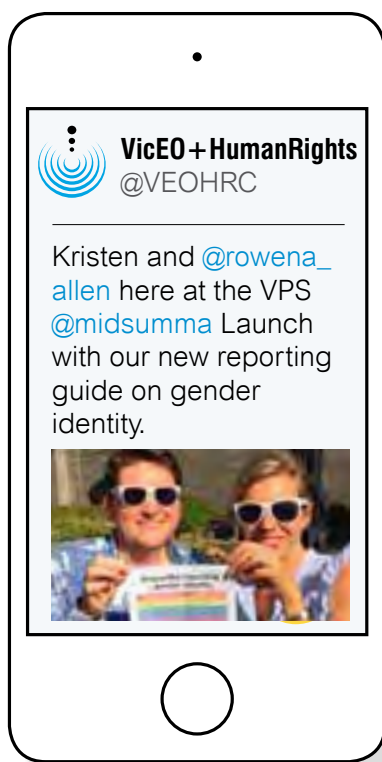 VicEO+HumanRights
@VEOHRC
Kristen and @rowena_
allen here at the VPS
@midsumma Launch
with our new reporting
guide on gender
identity.